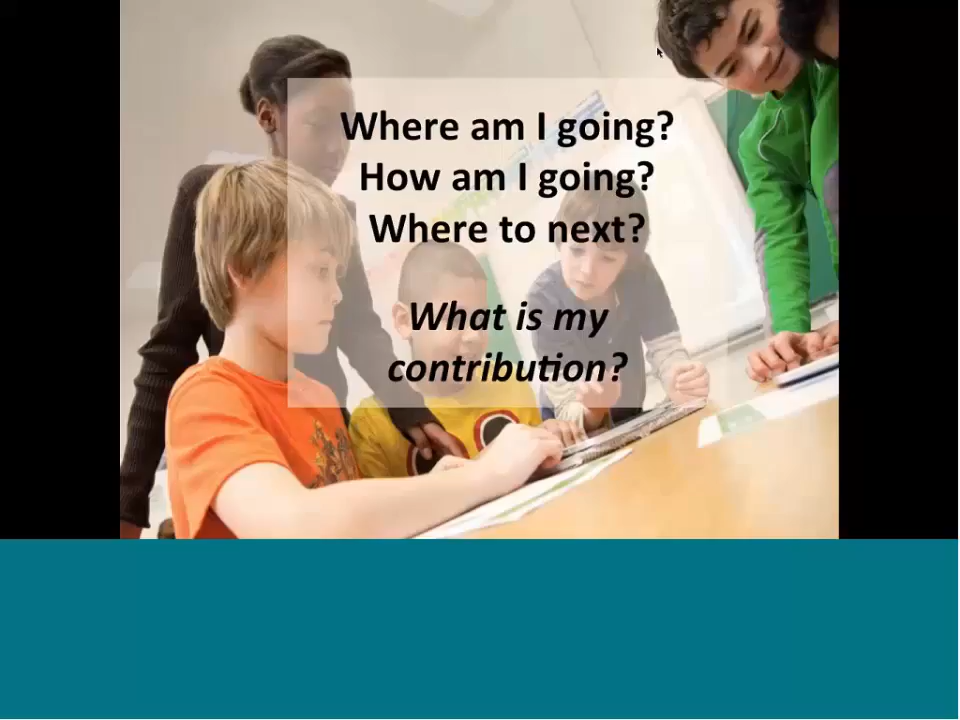 Where am I going?
How am I going?
Where to next?
What is my
contribution?